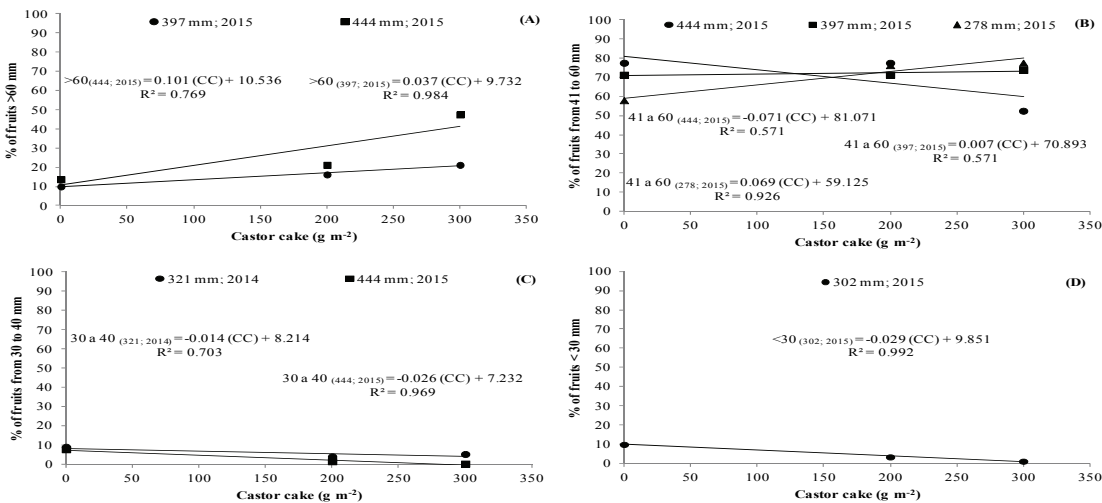 397 mm; 2015 444 mm; 2015 (A)
% of fruits >60 mm
100
90
80
70
60
50
40
30
20
10
0
>60(444; 2015)=0.101 (CC) + 10.536
R² = 0.769
>60(397; 2015)=0.037 (CC) + 9.732
R² = 0.984
0 50 100 150 200 250 300 350
Castor cake (g m-2)
444 mm; 2015 397 mm; 2015 278 mm; 2015 (B)
% of fruits from 41 to 60 mm
100
90
80
70
60
50
40
30
20
10
0
41 a 60 (444; 2015)=-0.071 (CC) + 81.071
R² = 0.571
41 a 60 (397; 2015)=0.007 (CC) + 70.893
R² = 0.571
41 a 60 (278; 2015)=0.069 (CC) + 59.125
R² = 0.926
0 50 100 150 200 250 300 350
Castor cake (g m-2)
321 mm; 2014 444 mm; 2015 (C)
% of fruits from 30 to 40 mm
100
90
80
70
60
50
40
30
20
10
0
30 a 40 (321; 2014)=-0.014 (CC) + 8.214
R² = 0.703
30 a 40 (444; 2015)=-0.026 (CC) + 7.232
R² = 0.969
0 50 100 150 200 250 300 350
Castor cake (g m-2)
302 mm; 2015 (D)
% of fruits < 30 mm
100
90
80
70
60
50
40
30
20
10
0
<30 (302; 2015)=-0.029 (CC) + 9.851
R² = 0.992
0 50 100 150 200 250 300 350
Castor cake (g m-2)